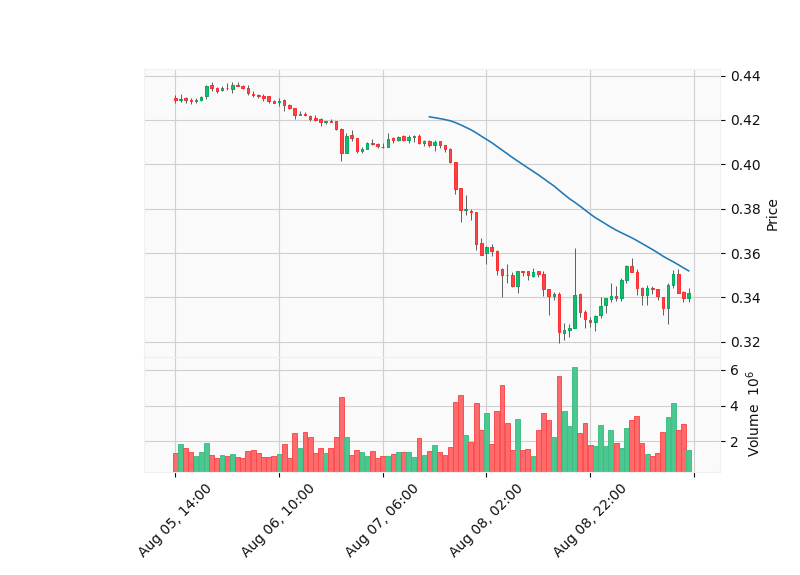 0.44
0.42
0.40
0.38
0.36
0.34
0.32
Price
6
4
2
Volume 10⁶
Aug 05, 14:00
Aug 06, 10:00
Aug 07, 06:00
Aug 08, 02:00
Aug 08, 22:00